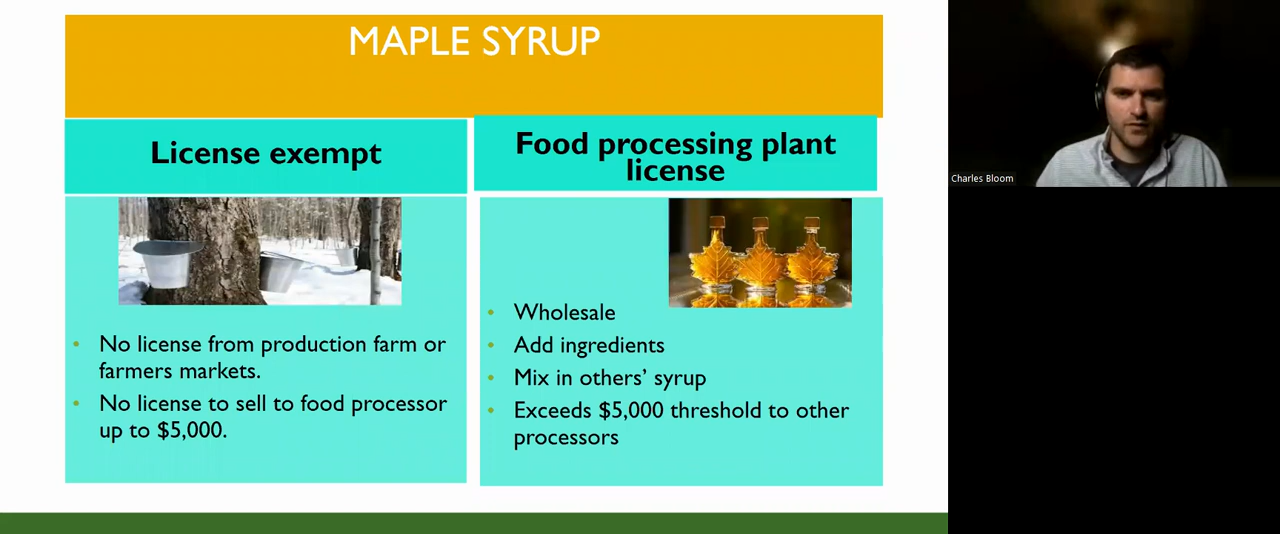 MAPLE SYRUP
License exempt
• No license from production farm or
farmers markets.
• No license to sell to food processor
up to $5,000.
Food processing plant
license
• Wholesale
• Add ingredients
• Mix in others’ syrup
• Exceeds $5,000 threshold to other
processors
Charles Bloom